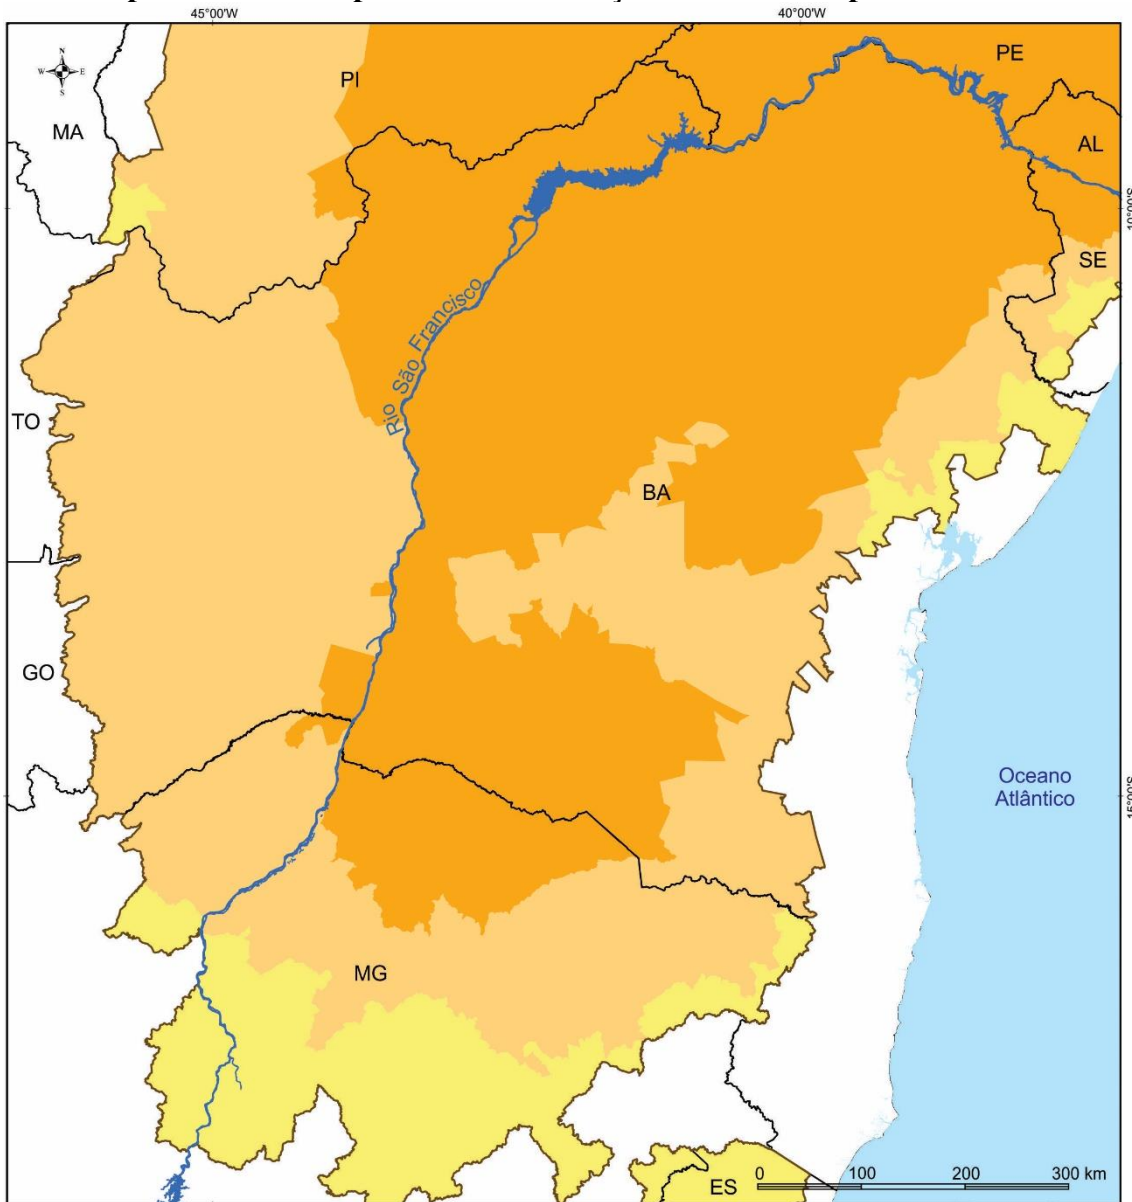 45°00'W
40°00'W
N
W E
S
PI
PE
MA
AL
10°00'S
SE
Rio São Francisco
TO
BA
GO
Oceano
Atlântico
15°00'S
MG
0 100 200 300 km
ES